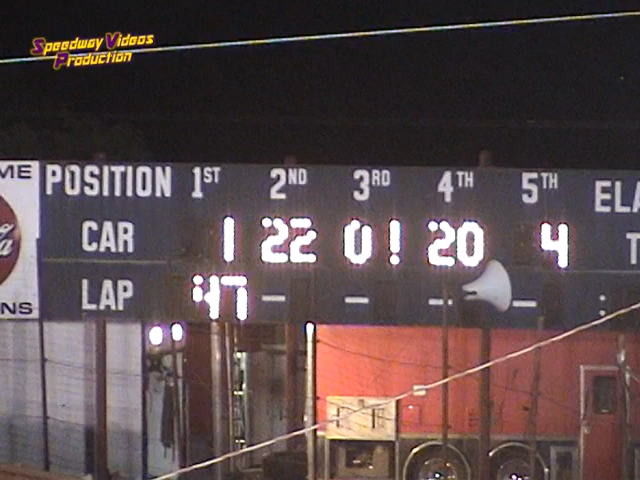 Speedway Videos
Production
ME
POSITION 1ST 2ND 3RD 4TH 5TH ELA
CAR 1 22 0! 20 4 T
LAP 47 — — — — :
NS